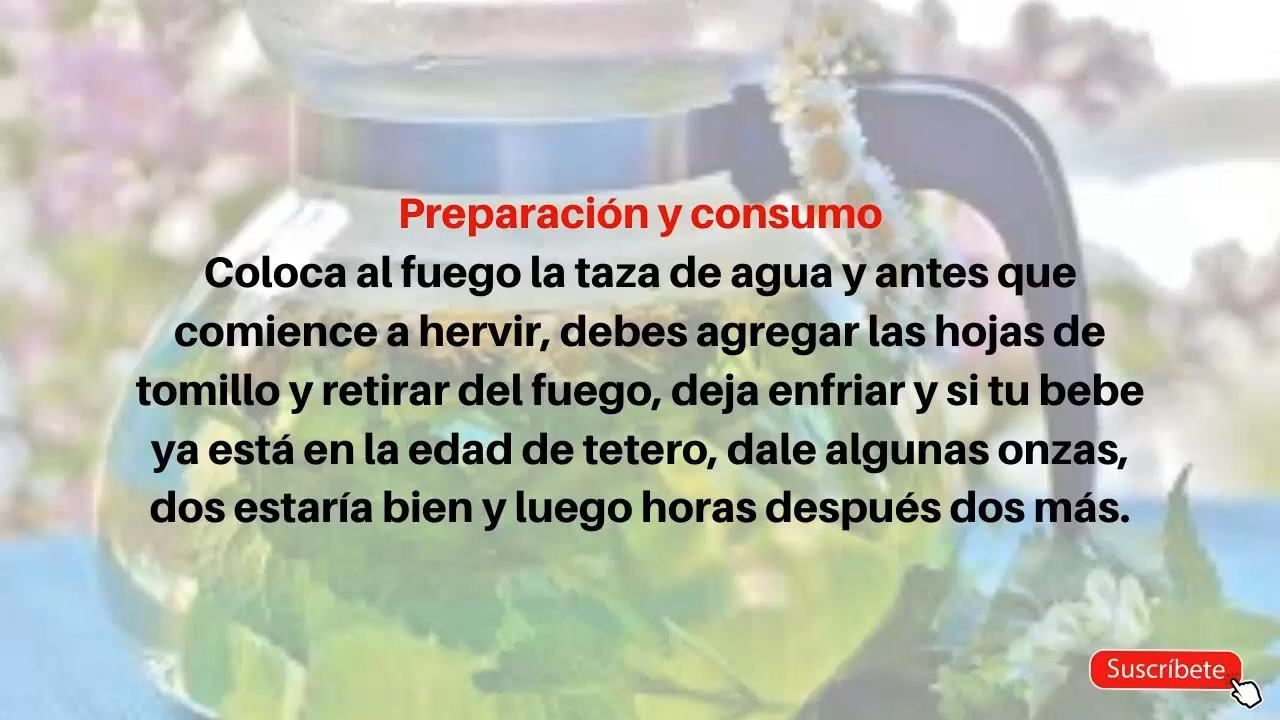 Preparación y consumo
Coloca al fuego la taza de agua y antes que
comience a hervir, debes agregar las hojas de
tomillo y retirar del fuego, deja enfriar y si tu bebe
ya está en la edad de tetero, dale algunas onzas,
dos estaría bien y luego horas después dos más.
Suscríbete